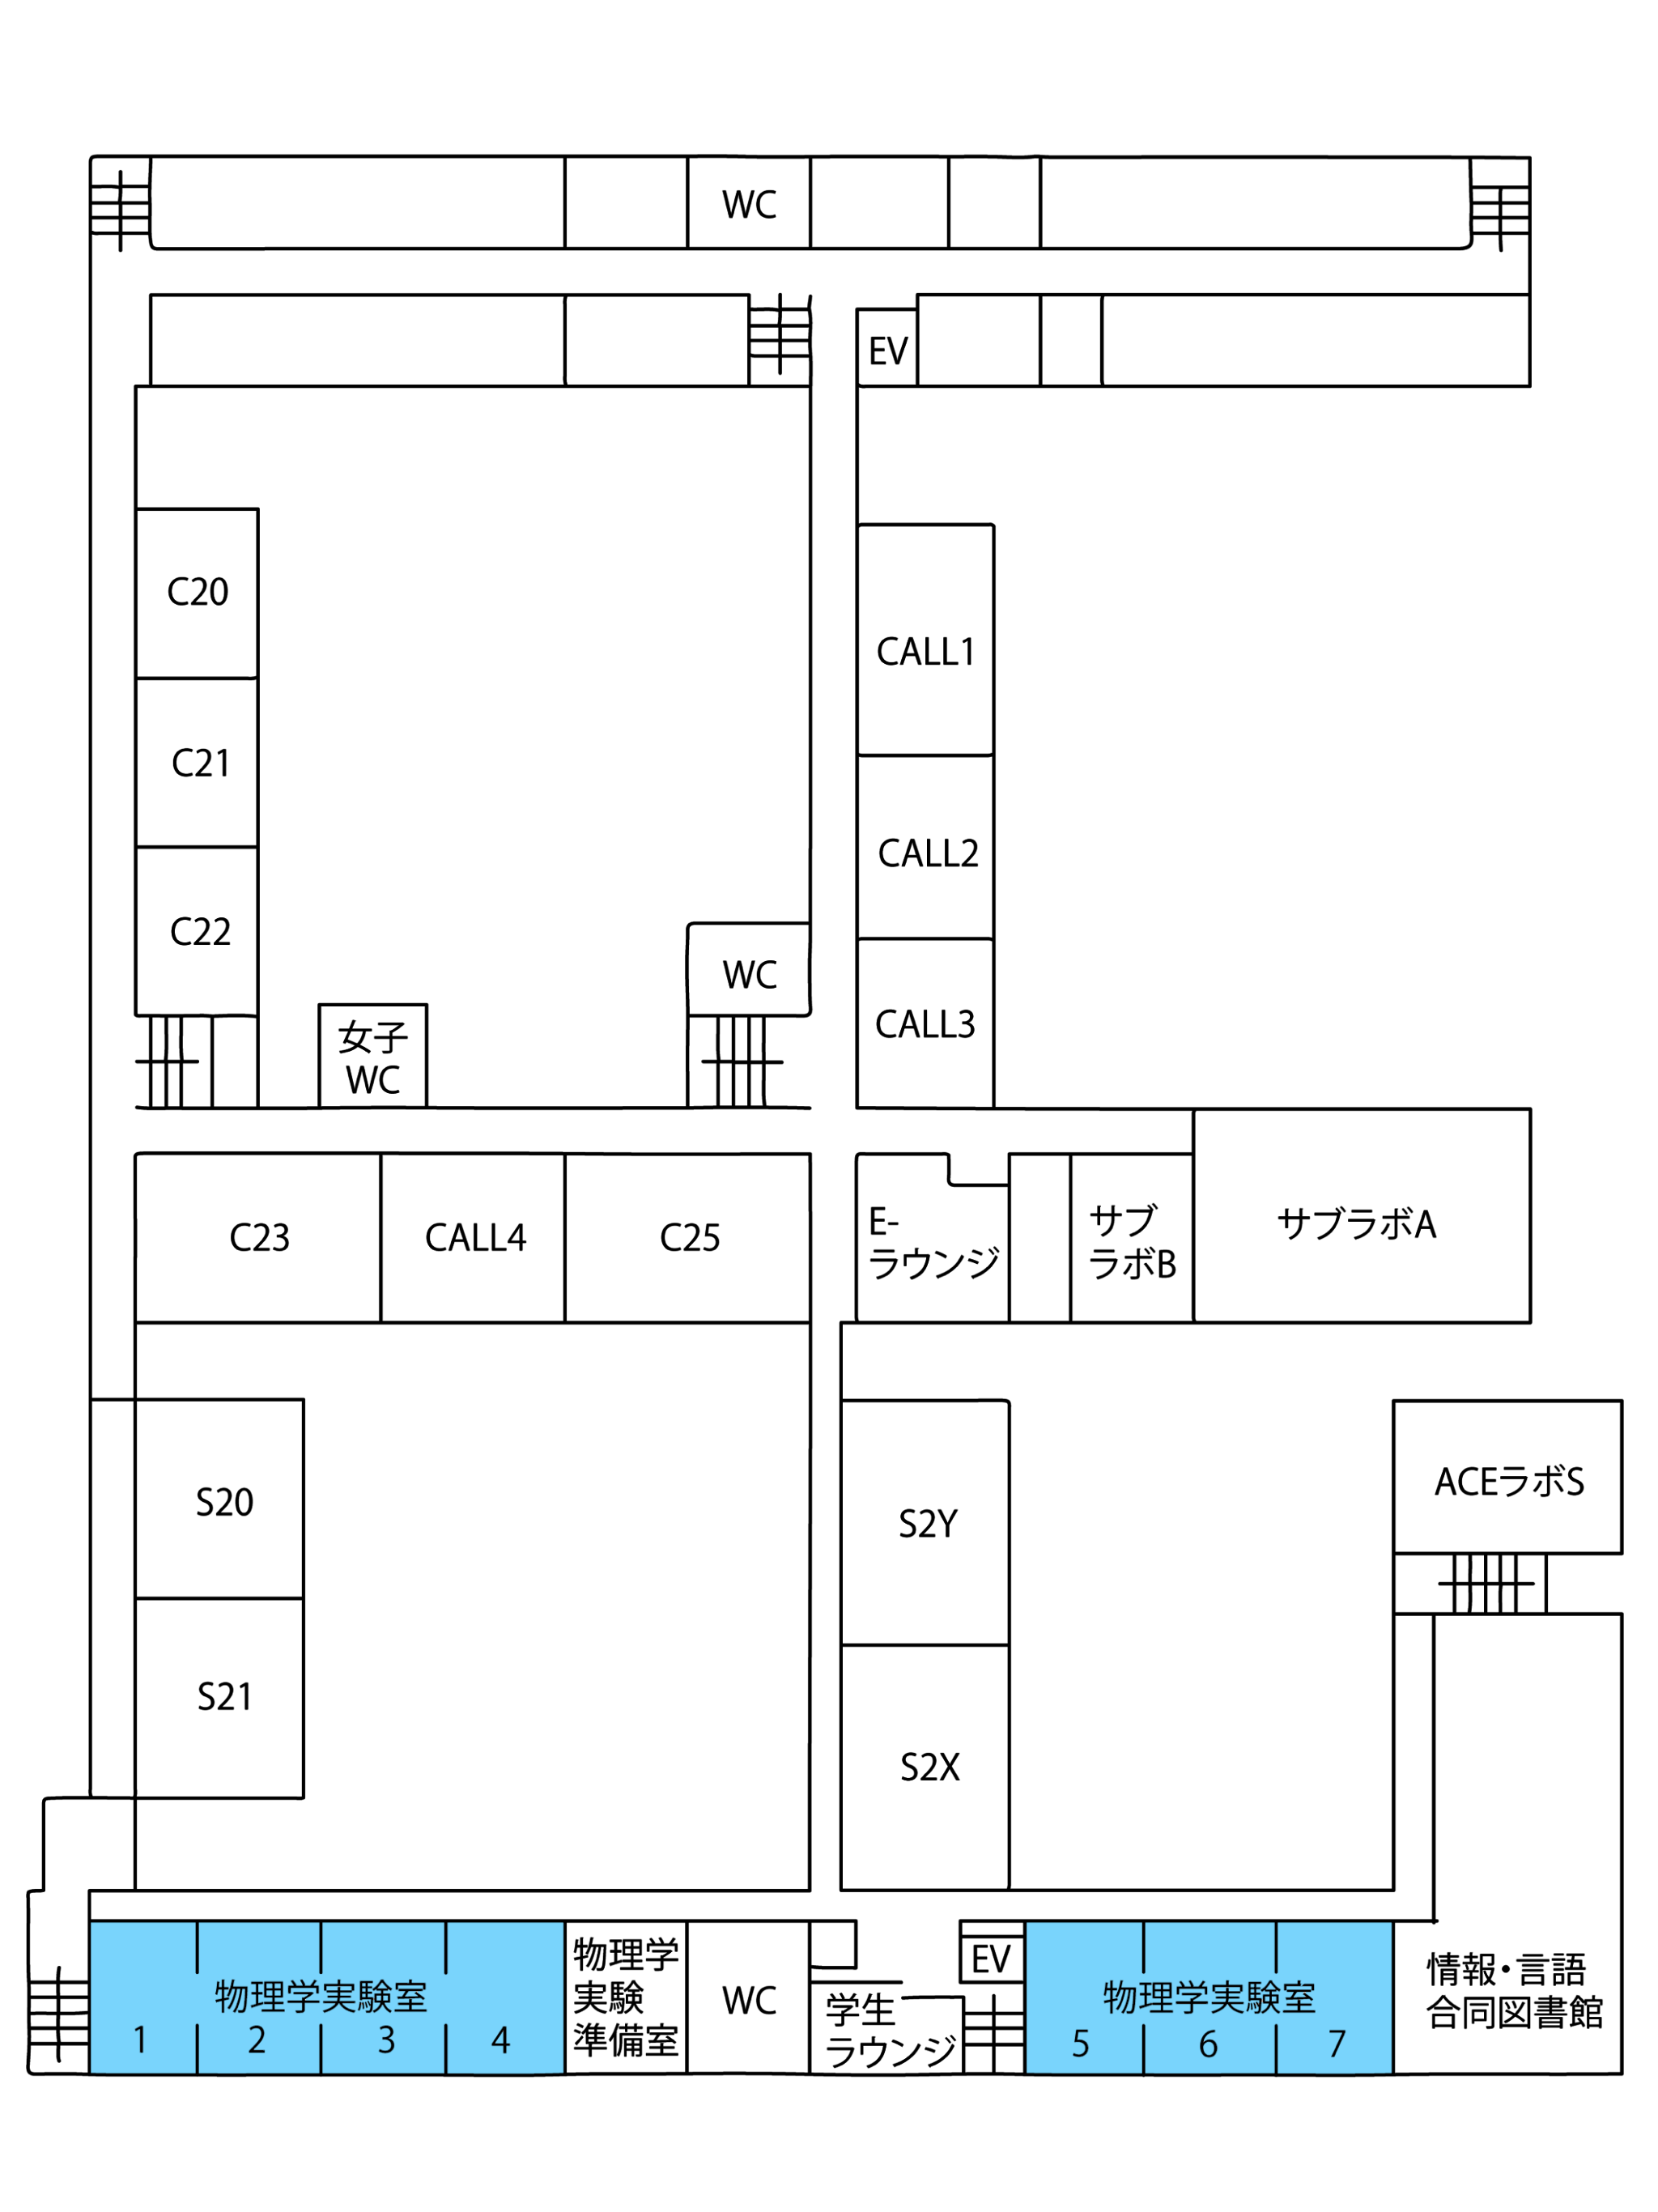 WC
EV
C20
CALL1
C21
CALL2
C22
WC
CALL3
女子
WC
C23
CALL4
C25
E-
ラウンジ
サブ
ラボB
サブラボA
S20
S2Y
ACEラボS
S21
S2X
物理学実験室
1
2
3
4
物理学
実験
準備室
WC
学生
ラウンジ
EV
物理学実験室
5
6
7
情報・言語
合同図書館